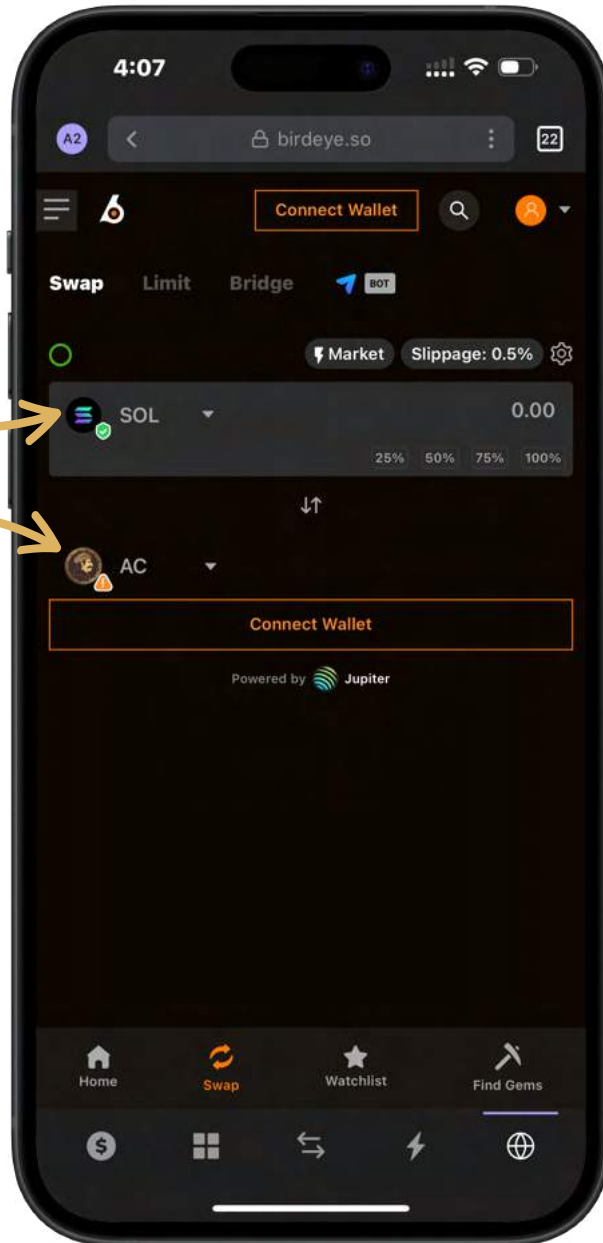 4:07
A2 birdeye.so 22
Connect Wallet
Swap Limit Bridge BOT
Market Slippage: 0.5%
SOL 0.00
25% 50% 75% 100%
AC
Connect Wallet
Powered by Jupiter
Home Swap Watchlist Find Gems